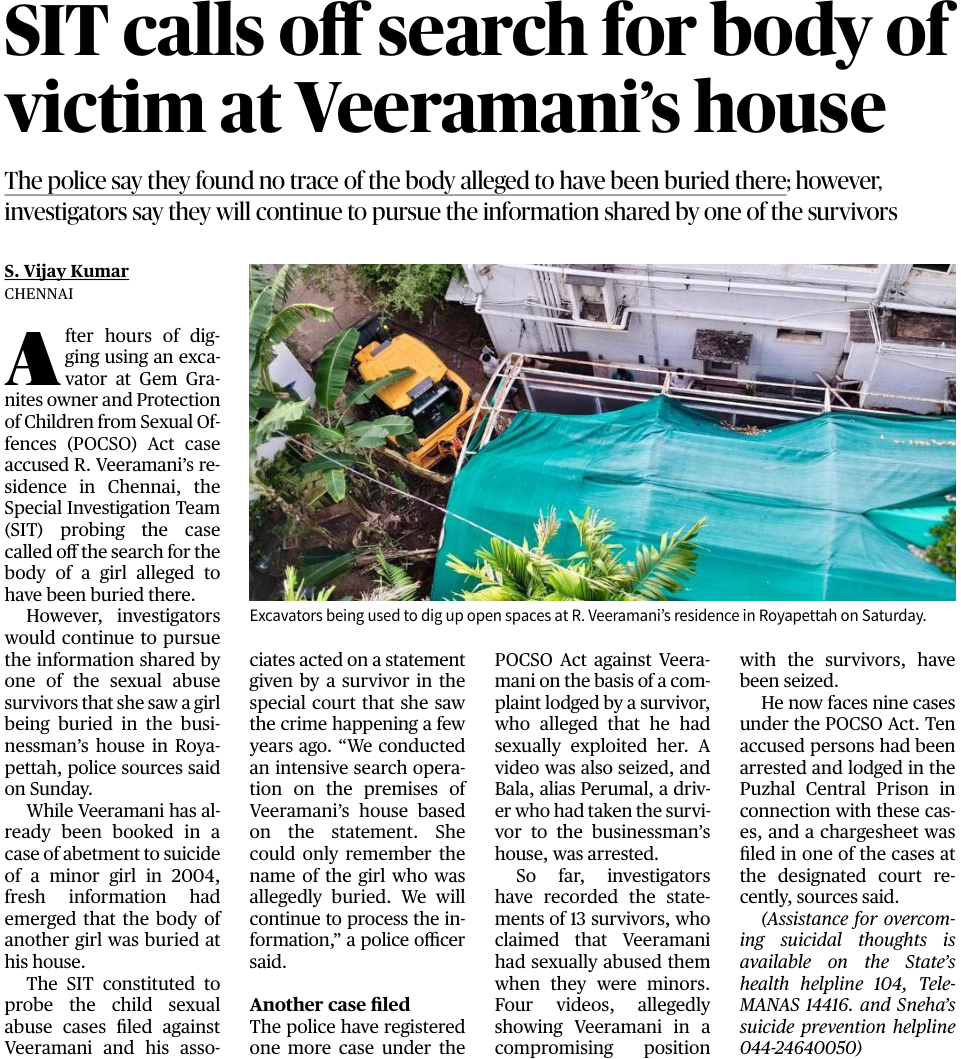 SIT calls off search for body of
victim at Veeramani’s house
The police say they found no trace of the body alleged to have been buried there; however,
investigators say they will continue to pursue the information shared by one of the survivors
S. Vijay Kumar
CHENNAI
After hours of dig-
ging using an exca-
vator at Gem Gra-
nites owner and Protection
of Children from Sexual Of-
fences (POCSO) Act case
accused R. Veeramani’s re-
sidence in Chennai, the
Special Investigation Team
(SIT) probing the case
called off the search for the
body of a girl alleged to
have been buried there.
However, investigators
would continue to pursue
the information shared by
one of the sexual abuse
survivors that she saw a girl
being buried in the busi-
nessman’s house in Roya-
pettah, police sources said
on Sunday.
While Veeramani has al-
ready been booked in a
case of abetment to suicide
of a minor girl in 2004,
fresh information had
emerged that the body of
another girl was buried at
his house.
The SIT constituted to
probe the child sexual
abuse cases filed against
Veeramani and his asso-
Excavators being used to dig up open spaces at R. Veeramani’s residence in Royapettah on Saturday.
ciates acted on a statement
given by a survivor in the
special court that she saw
the crime happening a few
years ago. “We conducted
an intensive search opera-
tion on the premises of
Veeramani’s house based
on the statement. She
could only remember the
name of the girl who was
allegedly buried. We will
continue to process the in-
formation,” a police officer
said.
Another case filed
The police have registered
one more case under the
POCSO Act against Veera-
mani on the basis of a com-
plaint lodged by a survivor,
who alleged that he had
sexually exploited her. A
video was also seized, and
Bala, alias Perumal, a driv-
er who had taken the survi-
vor to the businessman’s
house, was arrested.
So far, investigators
have recorded the state-
ments of 13 survivors, who
claimed that Veeramani
had sexually abused them
when they were minors.
Four videos, allegedly
showing Veeramani in a
compromising position
with the survivors, have
been seized.
He now faces nine cases
under the POCSO Act. Ten
accused persons had been
arrested and lodged in the
Puzhal Central Prison in
connection with these cas-
es, and a chargesheet was
filed in one of the cases at
the designated court re-
cently, sources said.
(Assistance for overcom-
ing suicidal thoughts is
available on the State’s
health helpline 104, Tele-
MANAS 14416. and Sneha’s
suicide prevention helpline
044-24640050)